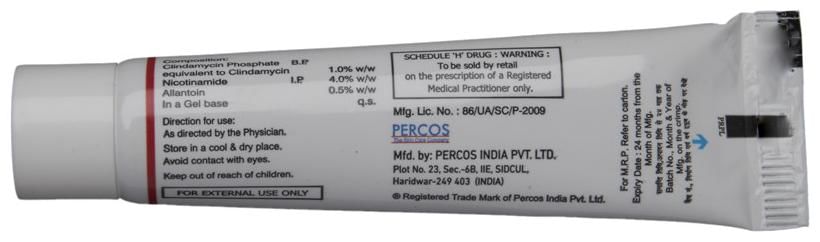 Composition:
Clindamycin Phosphate B.P.
equivalent to Clindamycin 1.0% w/w
Nicotinamide I.P. 4.0% w/w
Allantoin 0.5% w/w
In a Gel base q.s.
Direction for use:
As directed by the Physician.
Store in a cool & dry place.
Avoid contact with eyes.
Keep out of reach of children.
FOR EXTERNAL USE ONLY
SCHEDULE 'H' DRUG : WARNING :
To be sold by retail
on the prescription of a Registered
Medical Practitioner only.
Mfg. Lic. No. : 86/UA/SC/P-2009
PERCOS
The Skin Care Company
Mfd. by: PERCOS INDIA PVT. LTD.
Plot No. 23, Sec.-6B, IIE, SIDCUL,
Haridwar-249 403 (INDIA)
® Registered Trade Mark of Percos India Pvt. Ltd.
For M.R.P. Refer to carton.
Expiry Date : 24 months from the
Month of Mfg.
Batch No., Month & Year of
Mfg. on the crimp.